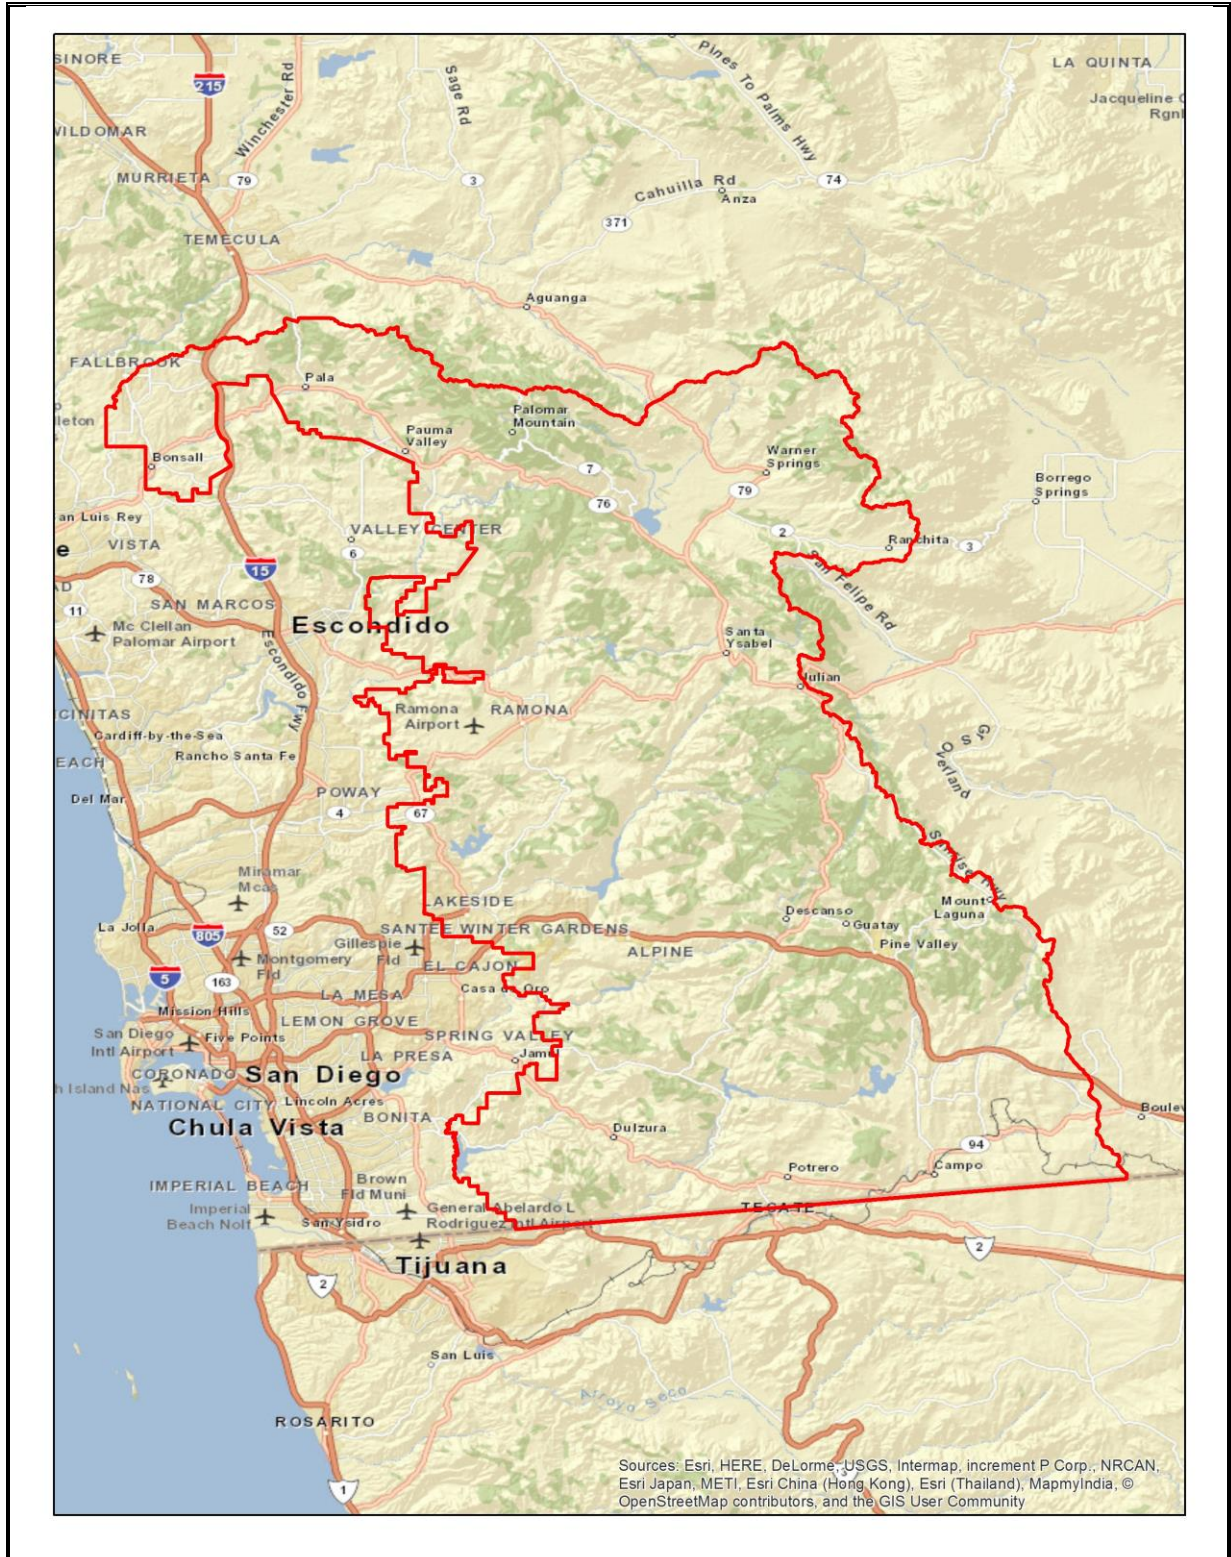 SINORE
LA QUINTA
215
Winchester Rd
Sage Rd
Pines To Palms Hwy
Jacqueline C
Rgnl
WILDOMAR
MURRIETA
79
3
Cahuilla Rd
74
Anza
371
TEMECULA
Aguanga
FALLBROOK
Pala
Palomar
Mountain
leton
Pauma
Valley
Bonsall
Warner
Springs
7
Borrego
Springs
79
76
an Luis Rey
VALLEY CENTER
2
Ranchita
3
e
VISTA
6
15
San Felipe Rd
78
AD
SAN MARCOS
11
Mc Clellan
Palomar Airport
Escondido
Escondido Fwy
Santa
Ysabel
Julian
Ramona
Airport
RAMONA
CINITAS
Cardiff-by-the-Sea
Gr S O
Overland
EACH
Rancho Santa Fe
Del Mar
POWAY
4
67
Sunrise Hwy
Miramar
Mcas
LAKESIDE
Mount
Laguna
La Jolla
805
52
SANTEE WINTER GARDENS
Descanso
Guatay
Gillespie
Fld
Pine Valley
ALPINE
Montgomery
Fld
EL CAJON
5
163
LA MESA
Casa de Oro
Mission Hills
LEMON GROVE
San Diego
Intl Airport
Five Points
SPRING VALLEY
LA PRESA
Jamul
CORONADO
San Diego
h Island Nas
NATIONAL CITY
Lincoln Acres
BONITA
Boulev
Chula Vista
Dulzura
94
Potrero
Campo
IMPERIAL BEACH
Brown
Fld Muni
Imperial
Beach Nolf
San Ysidro
General Abelardo L
Rodriguez Intl Airport
TECATE
Tijuana
2
2
San Luis
Arroyo Seco
ROSARITO
3
1
Sources: Esri, HERE, DeLorme, USGS, Intermap, increment P Corp., NRCAN,
Esri Japan, METI, Esri China (Hong Kong), Esri (Thailand), MapmyIndia, ©
OpenStreetMap contributors, and the GIS User Community